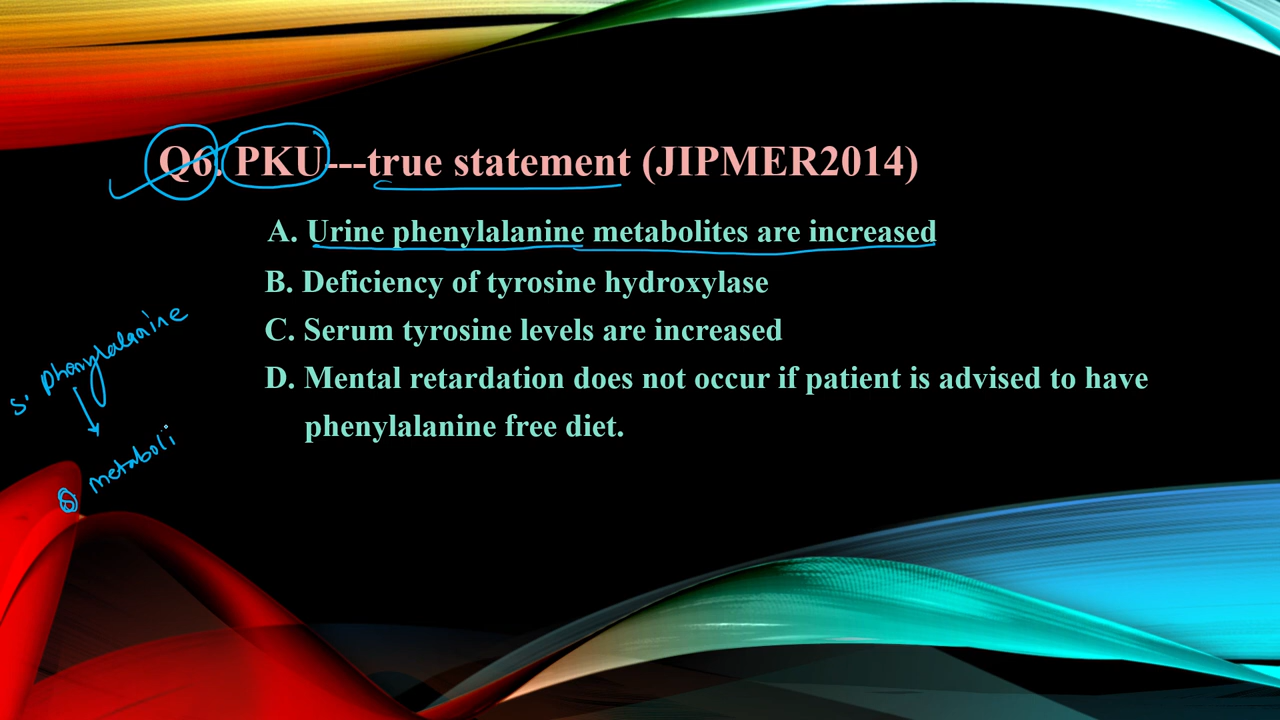 Q6. PKU---true statement (JIPMER2014)
A. Urine phenylalanine metabolites are increased
B. Deficiency of tyrosine hydroxylase
C. Serum tyrosine levels are increased
D. Mental retardation does not occur if patient is advised to have
phenylalanine free diet.
S. phenylalanine
metaboli